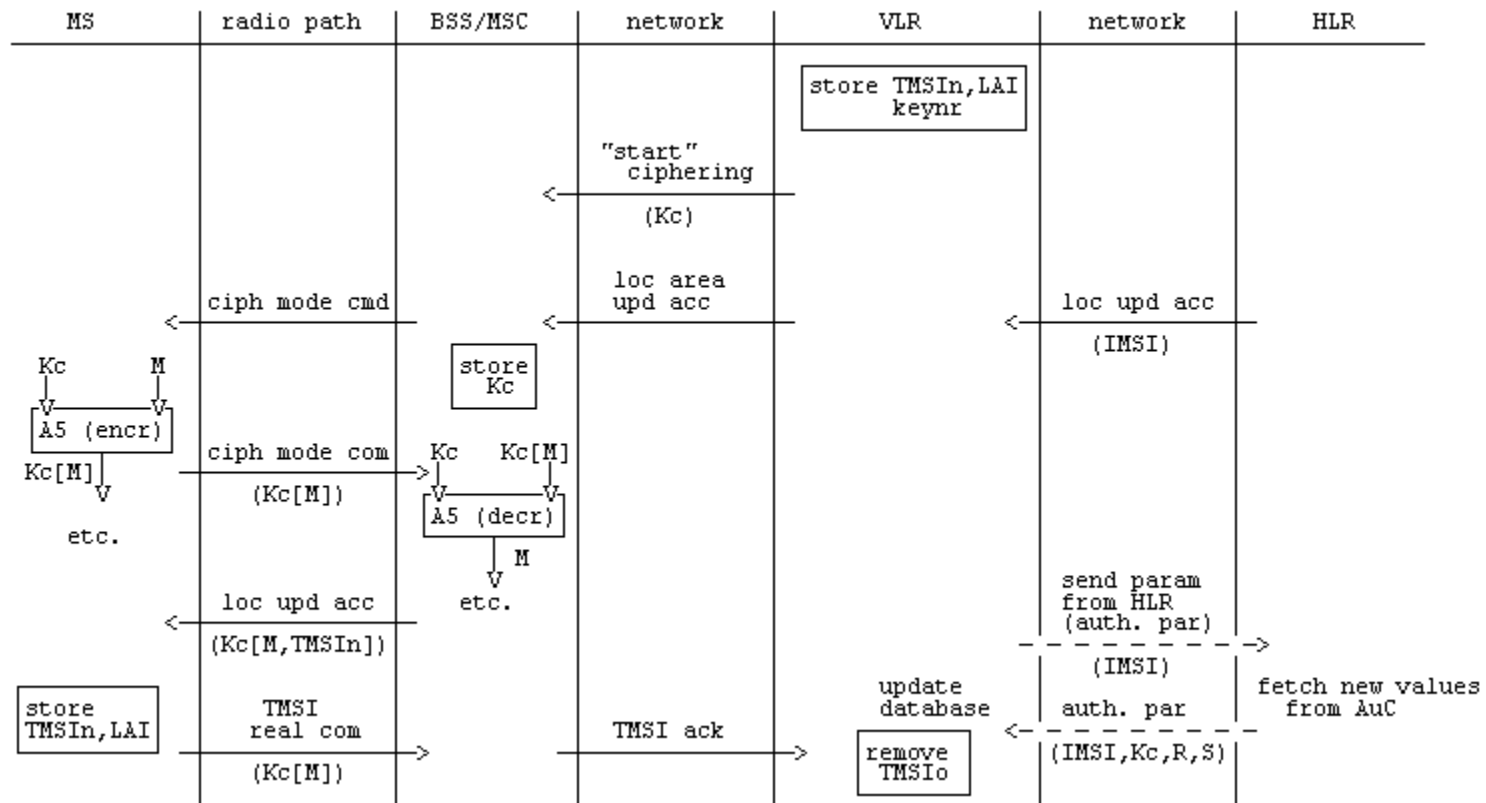 MS radio path BSS/MSC network VLR network HLR
store TMSIn,LAI
keynr
"start"
ciphering
(Kc)
loc area
ciph mode cmd upd acc loc upd acc
(IMSI)
Kc M store
Kc
A5 (encr)
ciph mode com Kc Kc[M]
Kc[M]
(Kc[M])
A5 (decr)
etc.
M
send param
loc upd acc etc. from HLR
(auth. par)
(Kc[M,TMSIn])
(IMSI)
update fetch new values
store TMSI database auth. par from AuC
TMSIn,LAI real com TMSI ack
remove (IMSI,Kc,R,S)
(Kc[M]) TMSIo